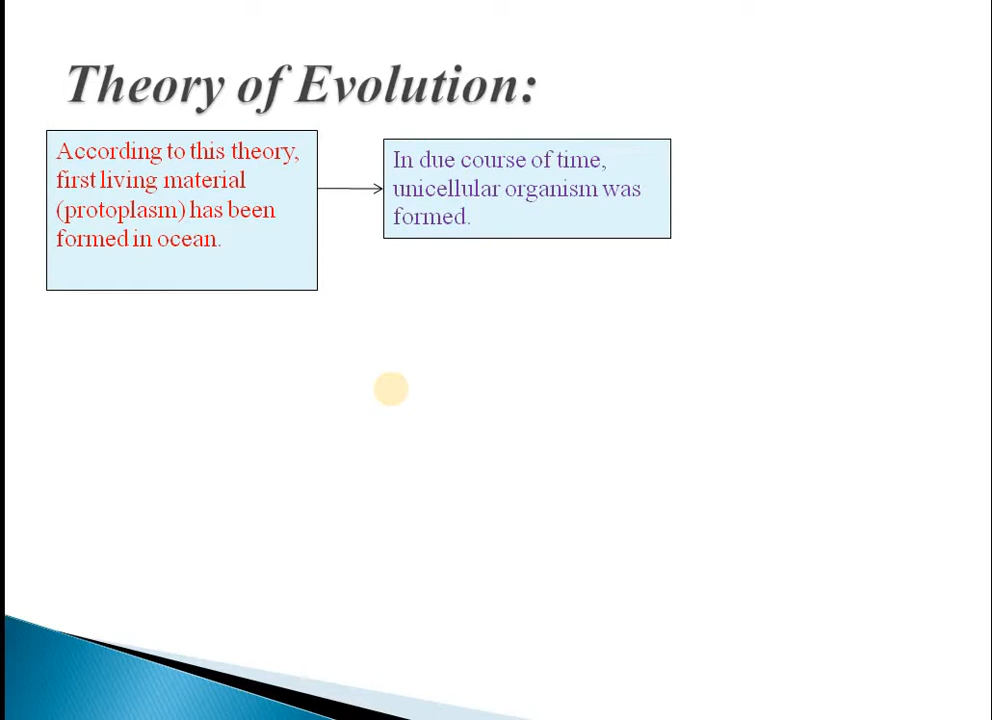 Theory of Evolution:
According to this theory,
first living material
(protoplasm) has been
formed in ocean.
In due course of time,
unicellular organism was
formed.